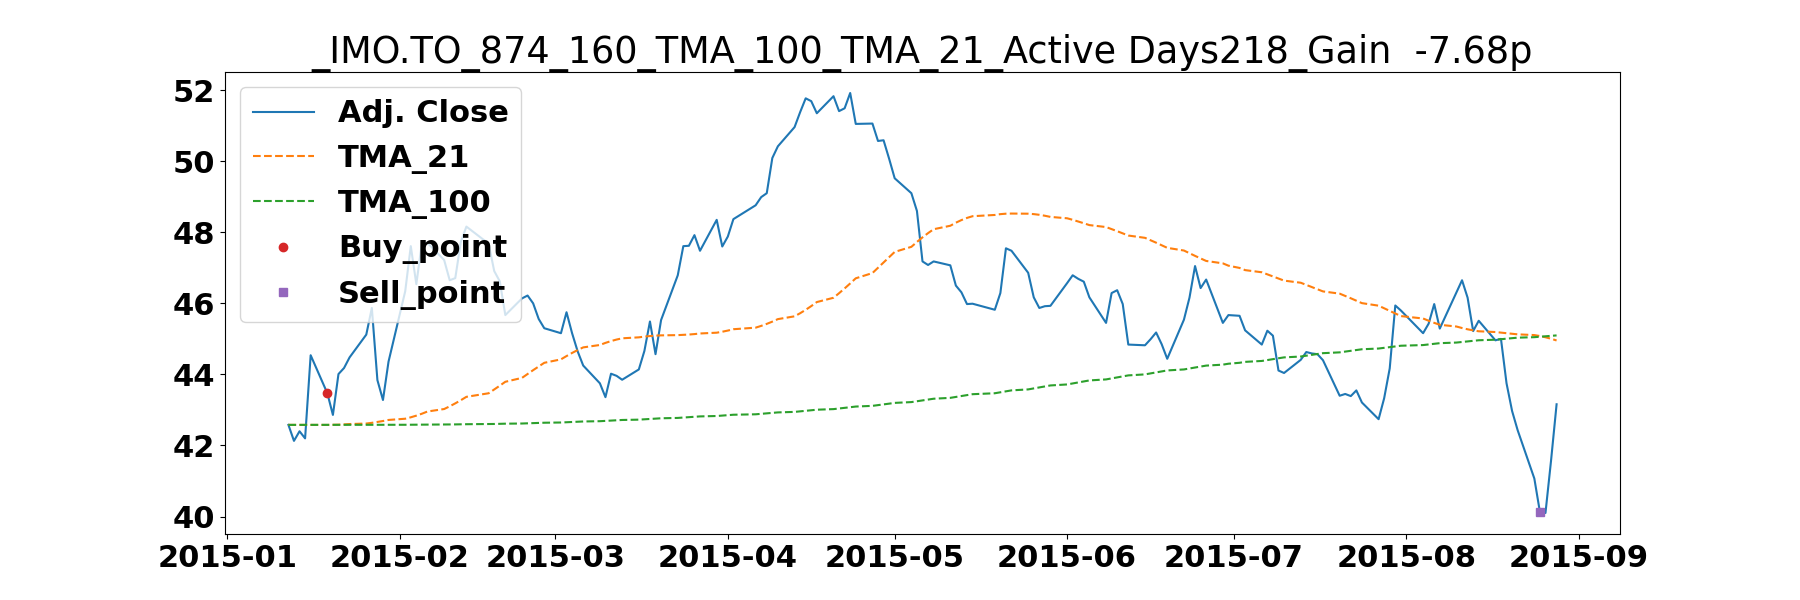 _IMO.TO_874_160_TMA_100_TMA_21_Active Days218_Gain  -7.68p
52
50
48
46
44
42
40
Adj. Close
TMA_21
TMA_100
Buy_point
Sell_point
2015-01 2015-02 2015-03 2015-04 2015-05 2015-06 2015-07 2015-08 2015-09